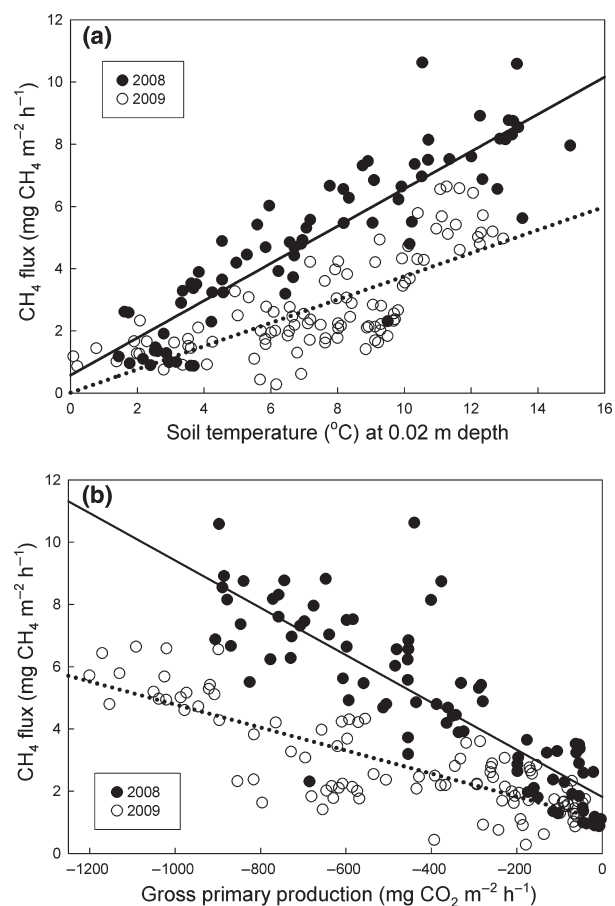 (a)
2008
2009
12
10
8
6
4
2
0
CH₄ flux (mg CH₄ m⁻² h⁻¹)
0 2 4 6 8 10 12 14 16
Soil temperature (°C) at 0.02 m depth
(b)
12
10
8
6
4
2
0
CH₄ flux (mg CH₄ m⁻² h⁻¹)
2008
2009
−1200 −1000 −800 −600 −400 −200 0
Gross primary production (mg CO₂ m⁻² h⁻¹)